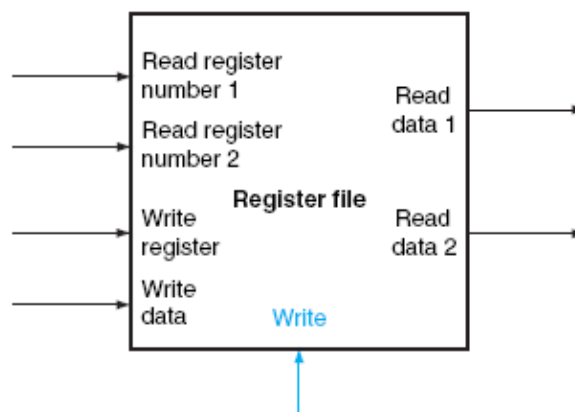 Read register
number 1
Read register
number 2
Write
register
Write
data
Register file
Write
Read
data 1
Read
data 2